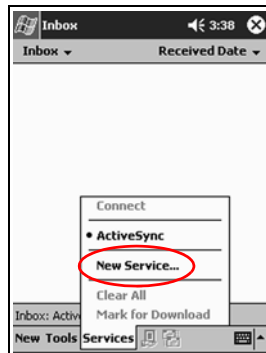 Inbox 3:38
Inbox Received Date
Connect
• ActiveSync
New Service...
Clear All
Inbox: Activ Mark for Download
New Tools Services